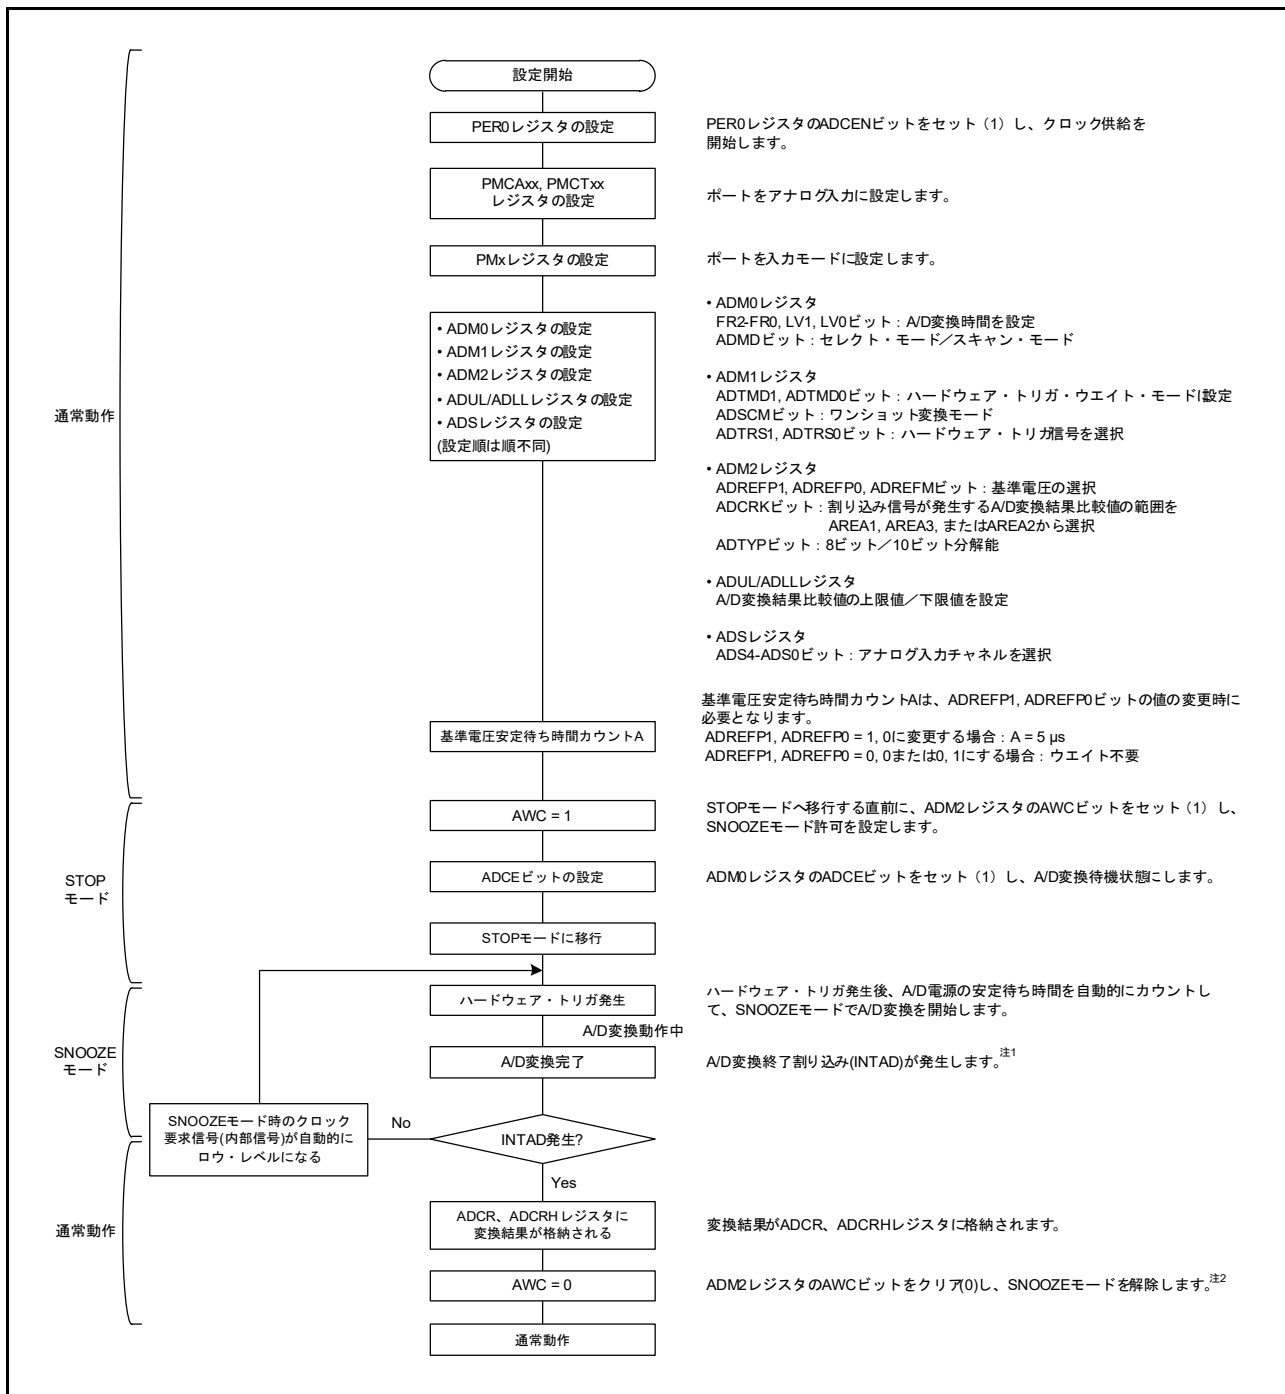 設定開始
PER0レジスタの設定
PER0レジスタのADCENビットをセット（1）し、クロック供給を
開始します。
PMCAxx, PMCTxx
レジスタの設定
ポートをアナログ入力に設定します。
PMxレジスタの設定
ポートを入力モードに設定します。
• ADM0レジスタの設定
• ADM1レジスタの設定
• ADM2レジスタの設定
• ADUL/ADLLレジスタの設定
• ADSレジスタの設定
(設定順は順不同)
• ADM0レジスタ
FR2-FR0, LV1, LV0ビット：A/D変換時間を設定
ADMDビット：セレクト・モード／スキャン・モード
• ADM1レジスタ
ADTMD1, ADTMD0ビット：ハードウェア・トリガ・ウエイト・モードに設定
ADSCMビット：ワンショット変換モード
ADTRS1, ADTRS0ビット：ハードウェア・トリガ信号を選択
• ADM2レジスタ
ADREFP1, ADREFP0, ADREFMビット：基準電圧の選択
ADCRKビット：割り込み信号が発生するA/D変換結果比較値の範囲を
AREA1, AREA3, またはAREA2から選択
ADTYPビット：8ビット／10ビット分解能
• ADUL/ADLLレジスタ
A/D変換結果比較値の上限値／下限値を設定
• ADSレジスタ
ADS4-ADS0ビット：アナログ入力チャネルを選択
通常動作
基準電圧安定待ち時間カウントA
基準電圧安定待ち時間カウントAは、ADREFP1, ADREFP0ビットの値の変更時に
必要となります。
ADREFP1, ADREFP0 = 1, 0に変更する場合：A = 5 µs
ADREFP1, ADREFP0 = 0, 0または0, 1にする場合：ウエイト不要
AWC = 1
STOPモードへ移行する直前に、ADM2レジスタのAWCビットをセット（1）し、
SNOOZEモード許可を設定します。
STOP
モード
ADCEビットの設定
ADM0レジスタのADCEビットをセット（1）し、A/D変換待機状態にします。
STOPモードに移行
ハードウェア・トリガ発生
ハードウェア・トリガ発生後、A/D電源の安定待ち時間を自動的にカウントし
て、SNOOZEモードでA/D変換を開始します。
A/D変換動作中
SNOOZE
モード
A/D変換完了
A/D変換終了割り込み(INTAD)が発生します。注1
SNOOZEモード時のクロック
要求信号(内部信号)が自動的に
ロウ・レベルになる
No
INTAD発生?
Yes
通常動作
ADCR、ADCRHレジスタに
変換結果が格納される
変換結果がADCR、ADCRHレジスタに格納されます。
AWC = 0
ADM2レジスタのAWCビットをクリア(0)し、SNOOZEモードを解除します。注2
通常動作